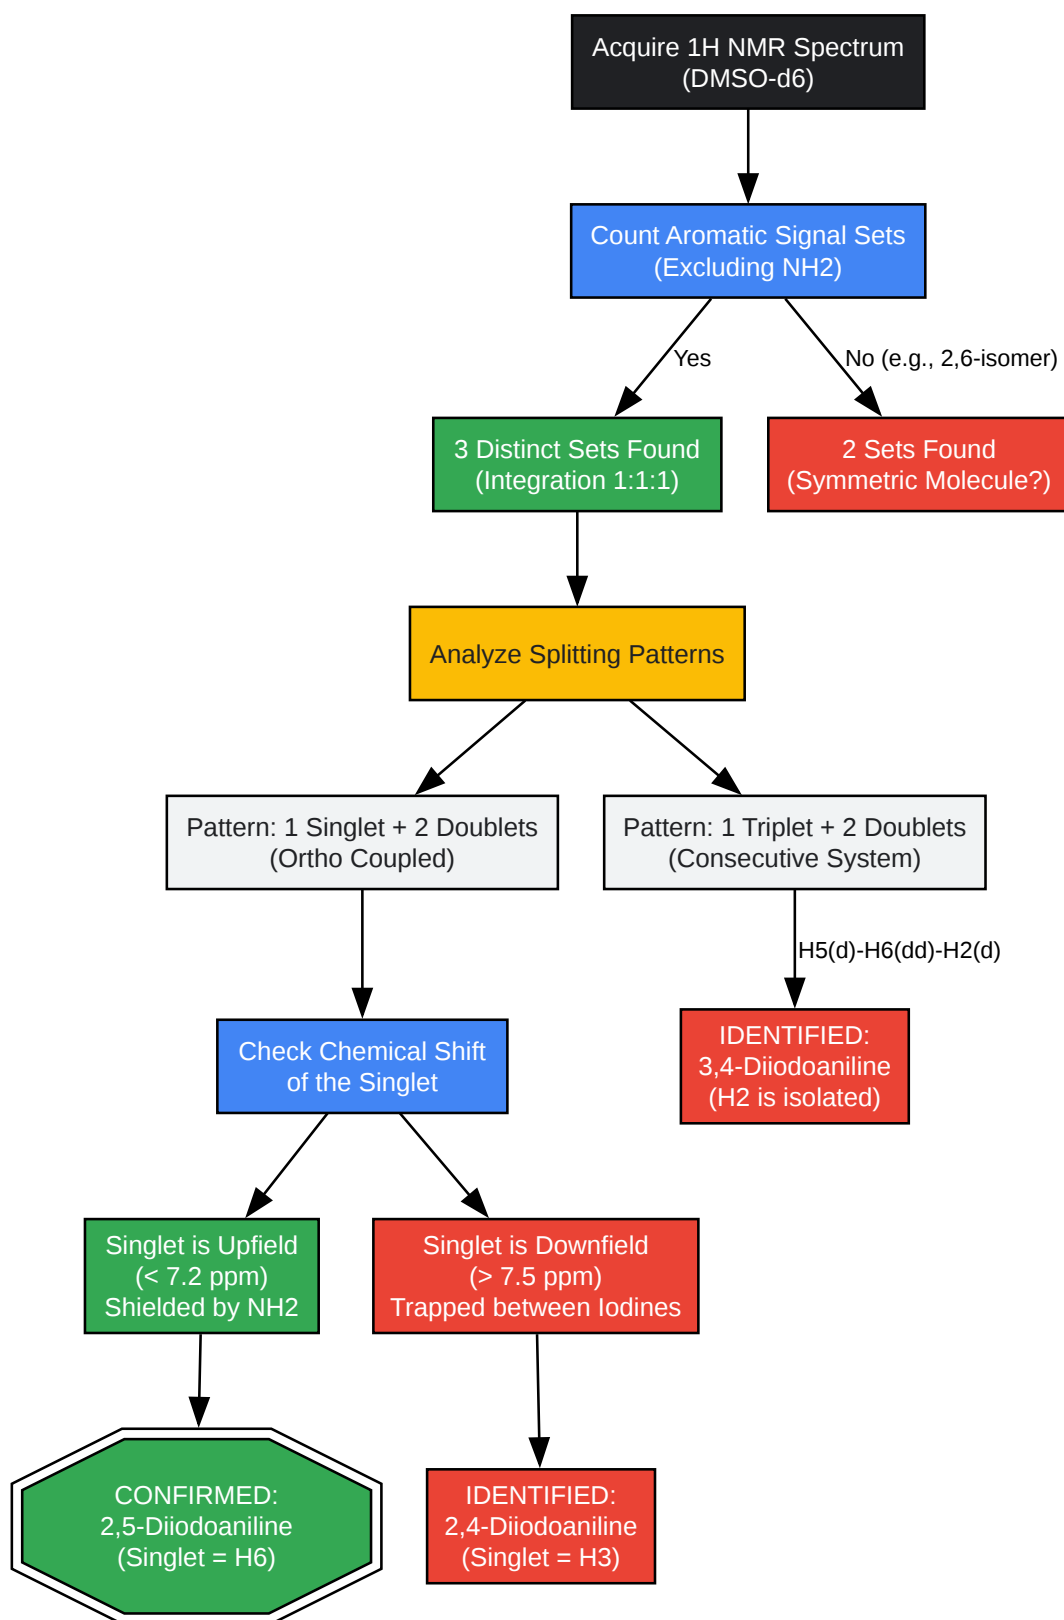 Acquire 1H NMR Spectrum
(DMSO-d6)
Count Aromatic Signal Sets
(Excluding NH2)
Yes
No (e.g., 2,6-isomer)
3 Distinct Sets Found
(Integration 1:1:1)
2 Sets Found
(Symmetric Molecule?)
Analyze Splitting Patterns
Pattern: 1 Singlet + 2 Doublets
(Ortho Coupled)
Pattern: 1 Triplet + 2 Doublets
(Consecutive System)
H5(d)-H6(dd)-H2(d)
Check Chemical Shift
of the Singlet
IDENTIFIED:
3,4-Diiodoaniline
(H2 is isolated)
Singlet is Upfield
(< 7.2 ppm)
Shielded by NH2
Singlet is Downfield
(> 7.5 ppm)
Trapped between Iodines
CONFIRMED:
2,5-Diiodoaniline
(Singlet = H6)
IDENTIFIED:
2,4-Diiodoaniline
(Singlet = H3)